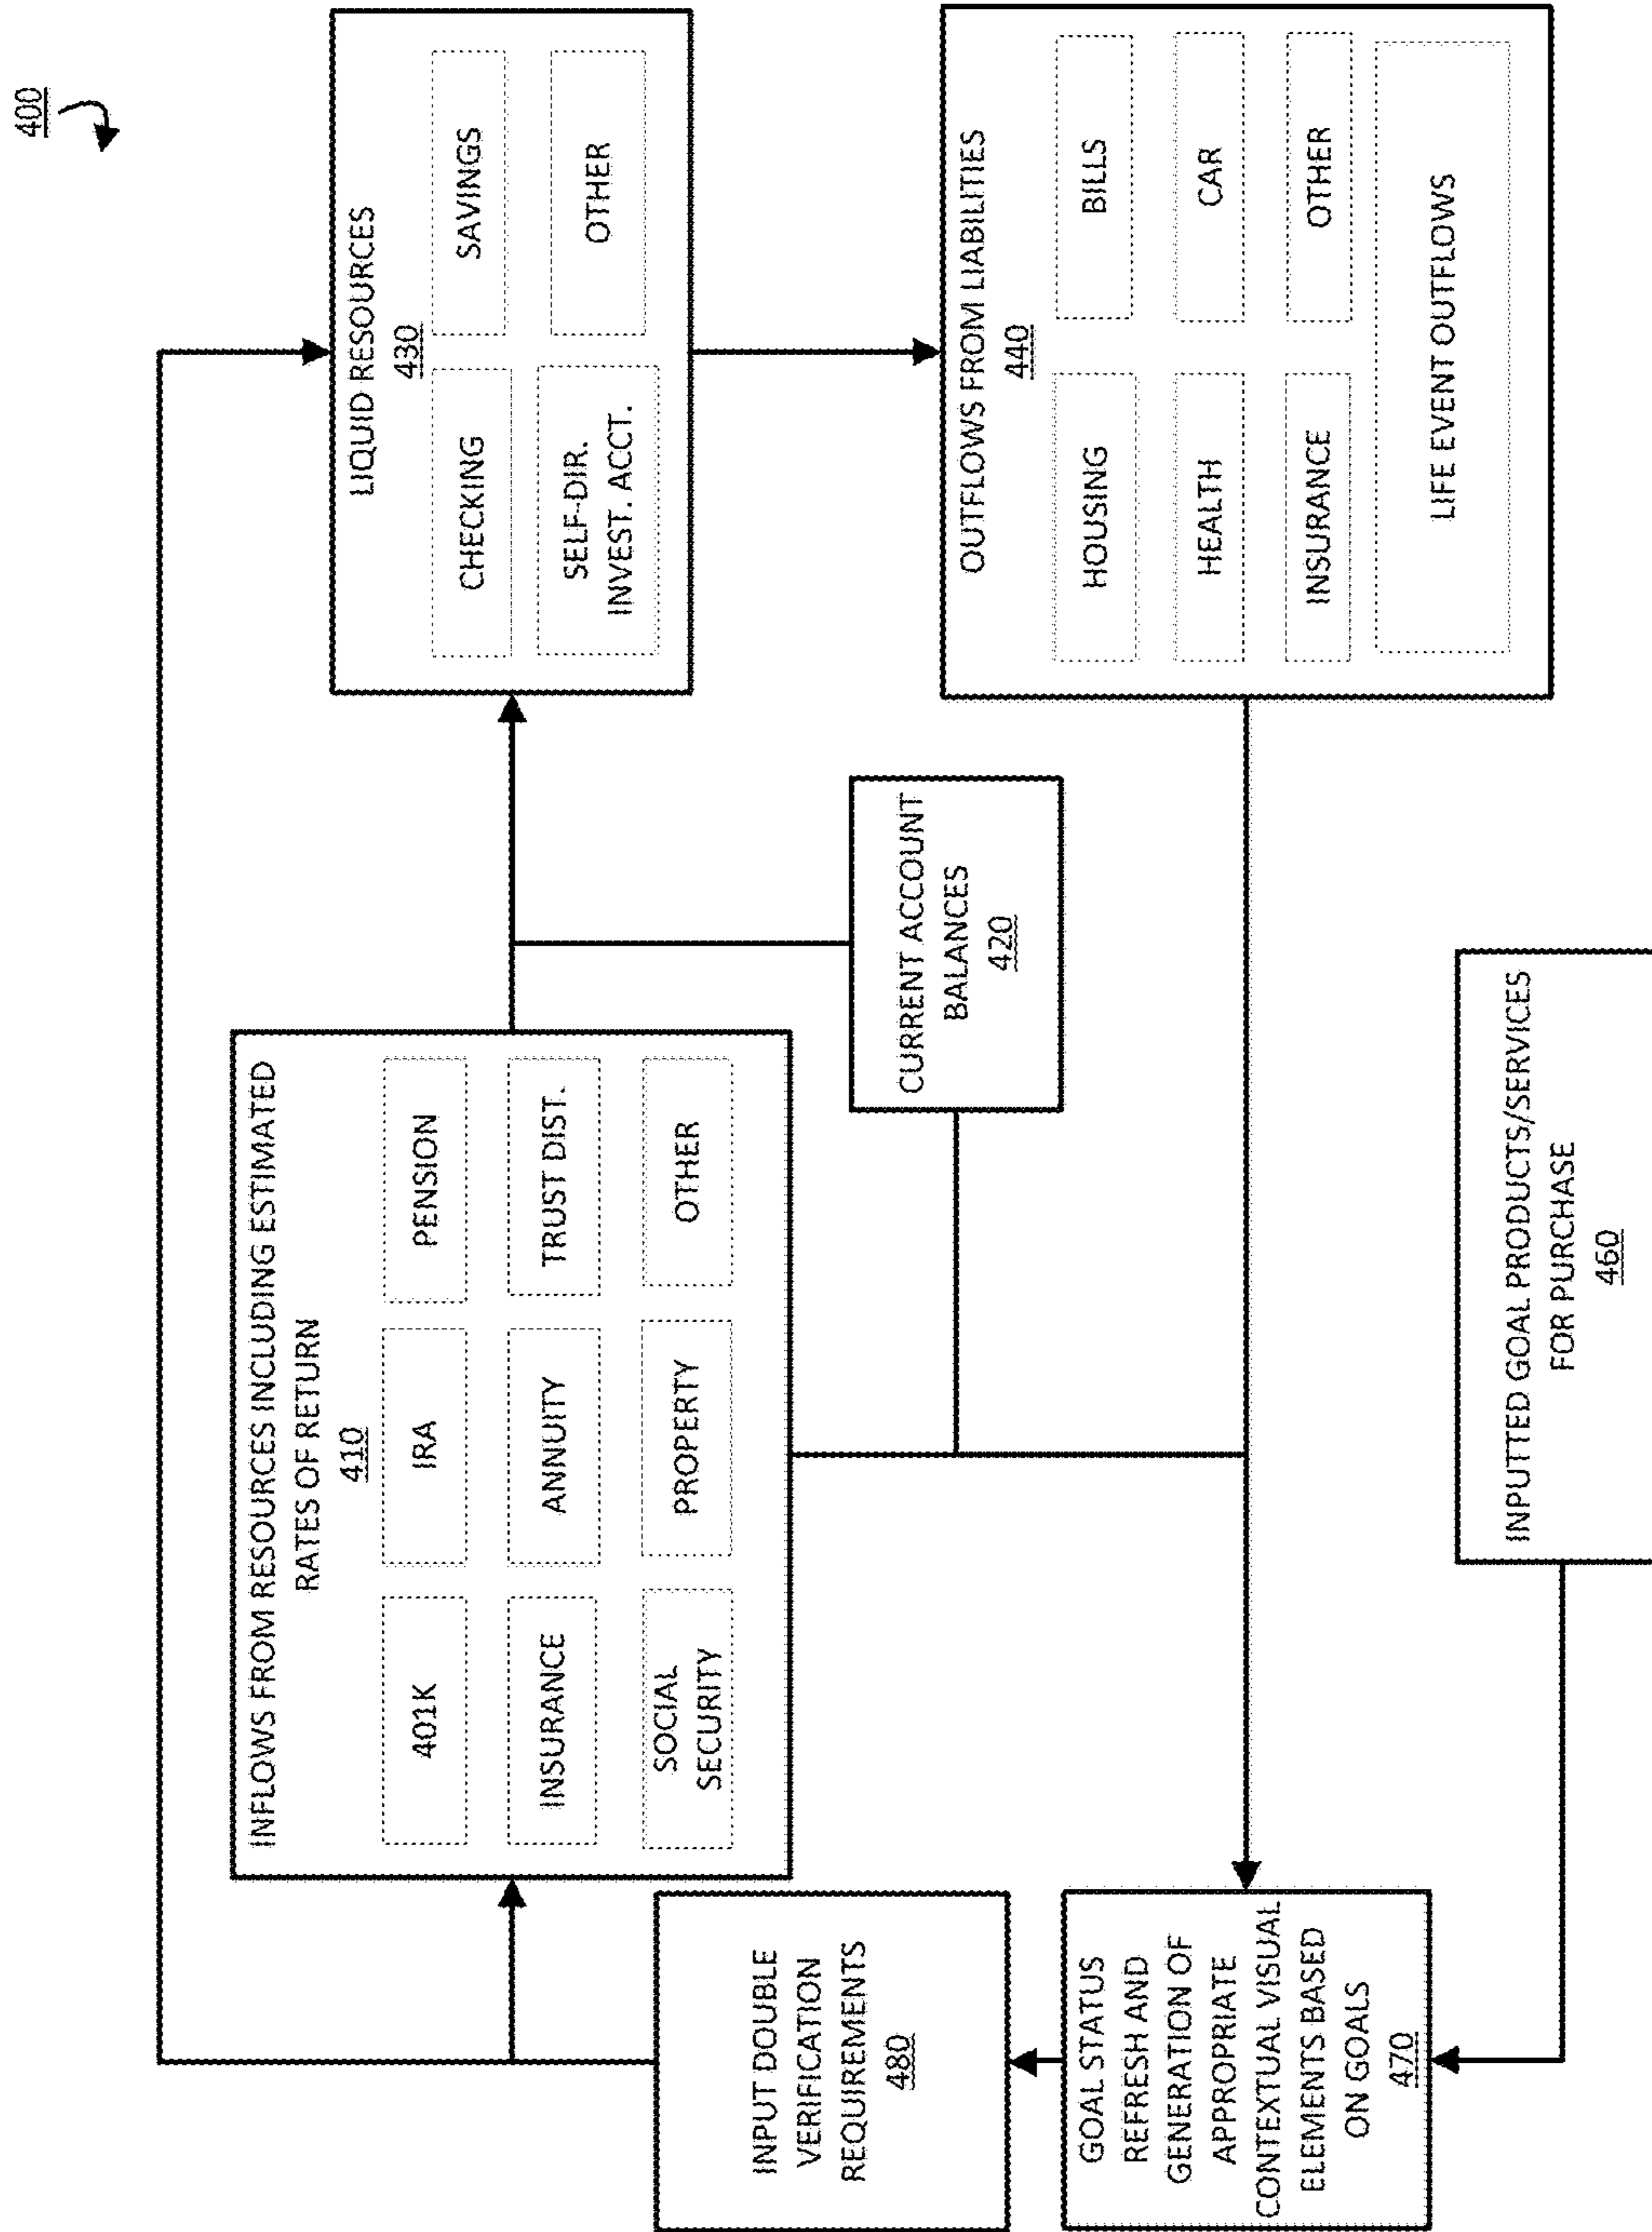 400
INFLOWS FROM RESOURCES INCLUDING ESTIMATED
RATES OF RETURN
410
401K
IRA
PENSION
INSURANCE
ANNUITY
TRUST DIST.
SOCIAL
SECURITY
PROPERTY
OTHER
LIQUID RESOURCES
430
CHECKING
SAVINGS
SELF-DIR.
INVEST. ACCT.
OTHER
INPUT DOUBLE
VERIFICATION
REQUIREMENTS
480
CURRENT ACCOUNT
BALANCES
420
OUTFLOWS FROM LIABILITIES
440
HOUSING
BILLS
HEALTH
CAR
INSURANCE
OTHER
LIFE EVENT OUTFLOWS
GOAL STATUS
REFRESH AND
GENERATION OF
APPROPRIATE
CONTEXTUAL VISUAL
ELEMENTS BASED
ON GOALS
470
INPUTTED GOAL PRODUCTS/SERVICES
FOR PURCHASE
460